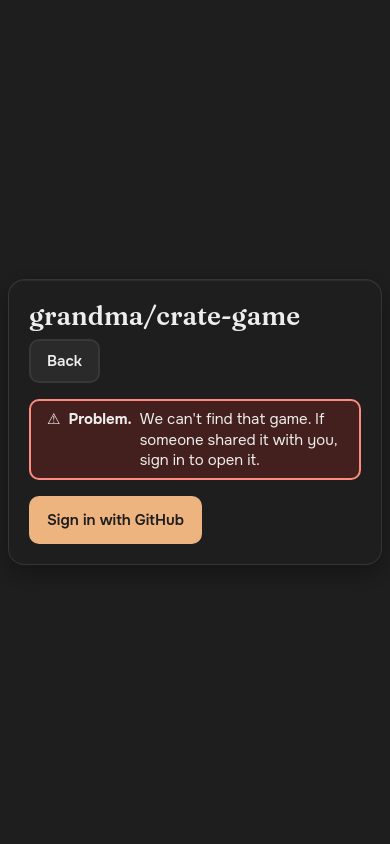 grandma/crate-game
Back
⚠ Problem. We can't find that game. If
someone shared it with you,
sign in to open it.
Sign in with GitHub